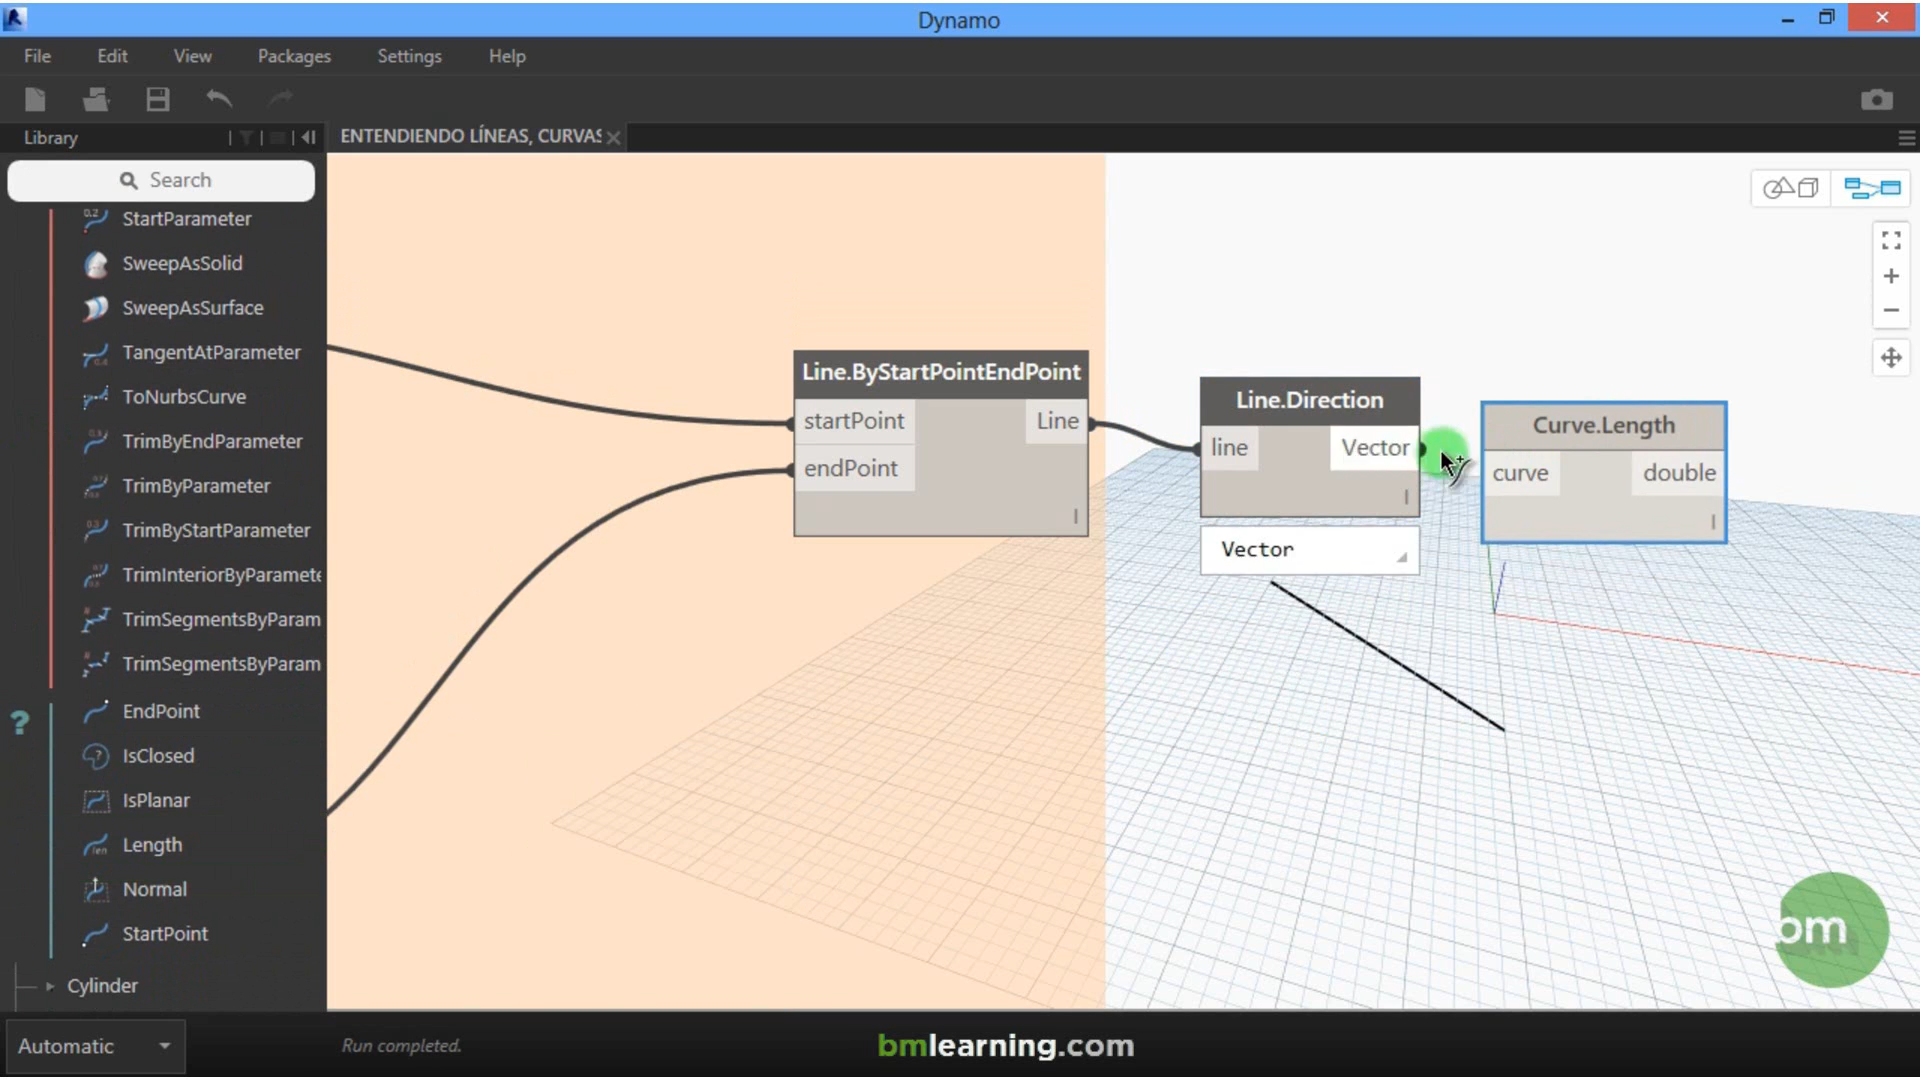 Dynamo
File Edit View Packages Settings Help
Library
ENTENDIENDO LÍNEAS, CURVAS
Search
StartParameter
SweepAsSolid
SweepAsSurface
TangentAtParameter
ToNurbsCurve
TrimByEndParameter
TrimByParameter
TrimByStartParameter
TrimInteriorByParamete
TrimSegmentsByParam
TrimSegmentsByParam
EndPoint
IsClosed
IsPlanar
Length
Normal
StartPoint
Cylinder
Line.ByStartPointEndPoint
startPoint Line
endPoint
Line.Direction
line Vector
Vector
Curve.Length
curve double
bm
Automatic
Run completed.
bmlearning.com